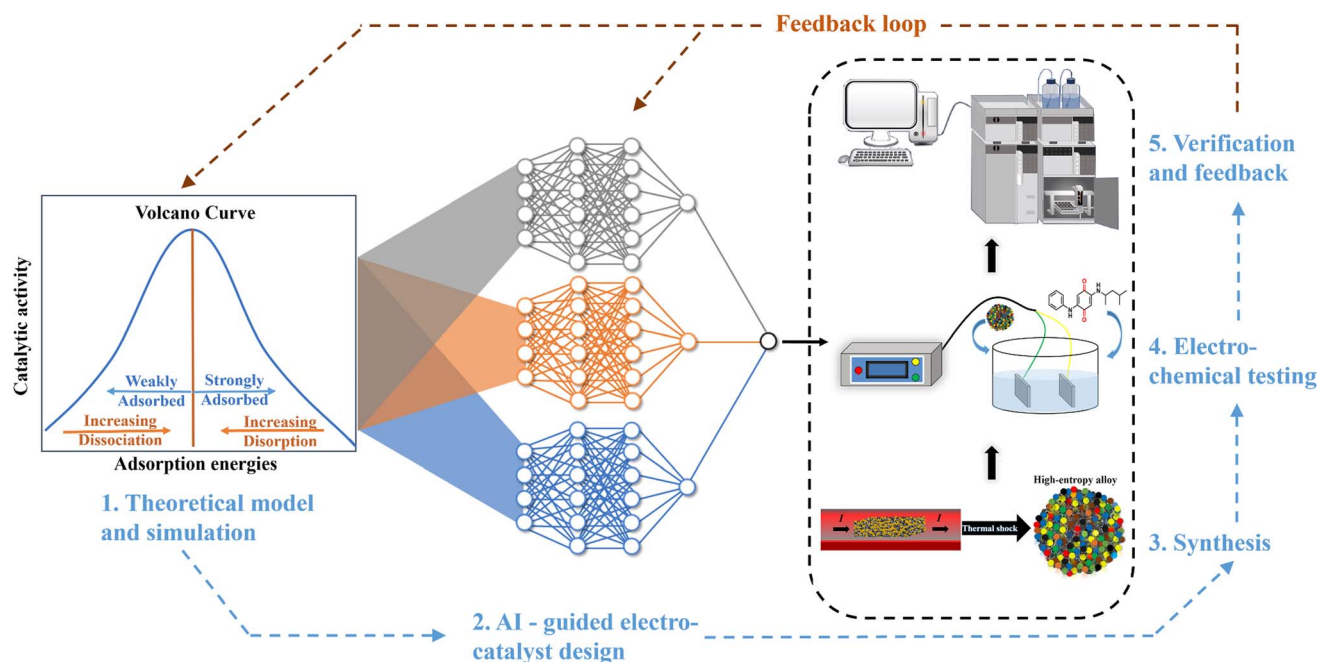 Feedback loop
Volcano Curve
Catalytic activity
Weakly
Adsorbed
Strongly
Adsorbed
Increasing
Dissociation
Increasing
Disorption
Adsorption energies
1. Theoretical model
and simulation
2. AI - guided electro-
catalyst design
5. Verification
and feedback
H
N
N
H
O
O
4. Electro-
chemical testing
High-entropy alloy
I
I
Thermal shock
3. Synthesis